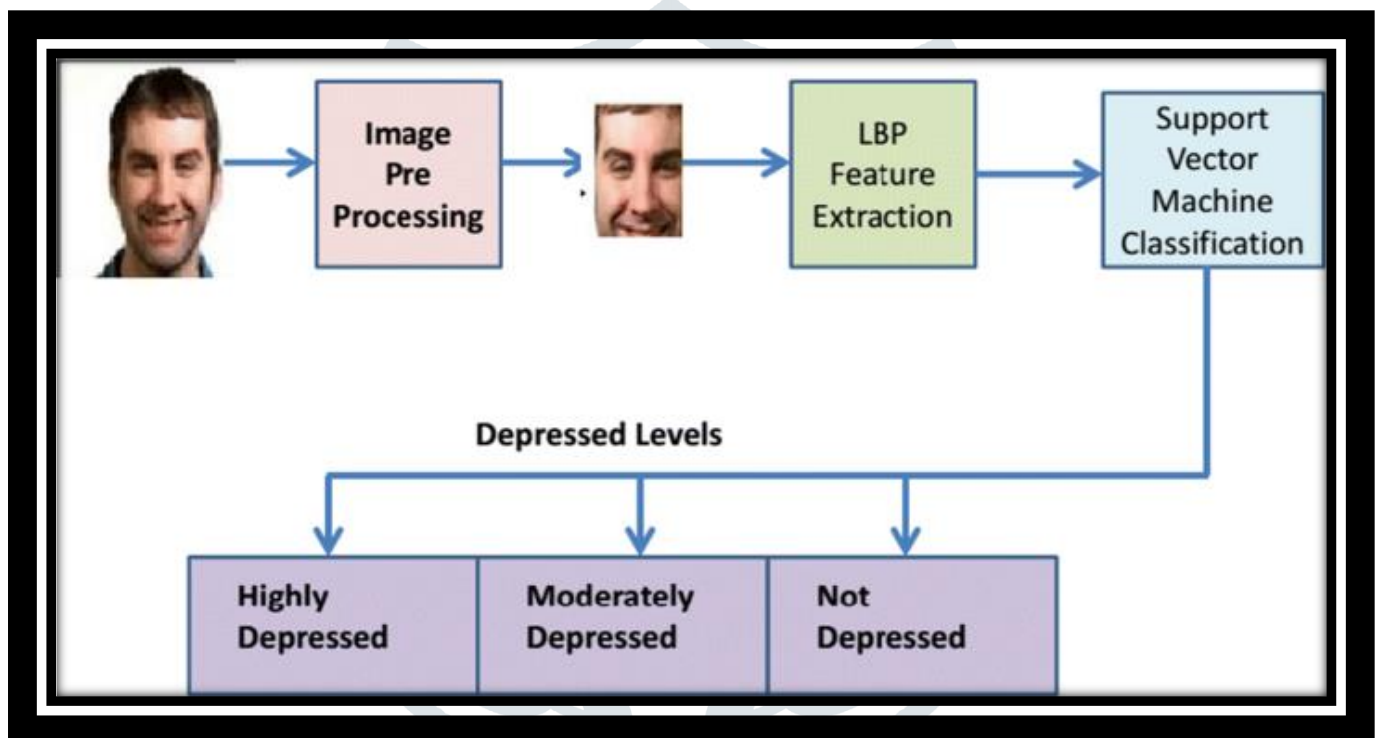 Image
Pre
Processing
LBP
Feature
Extraction
Support
Vector
Machine
Classification
Depressed Levels
Highly
Depressed
Moderately
Depressed
Not
Depressed